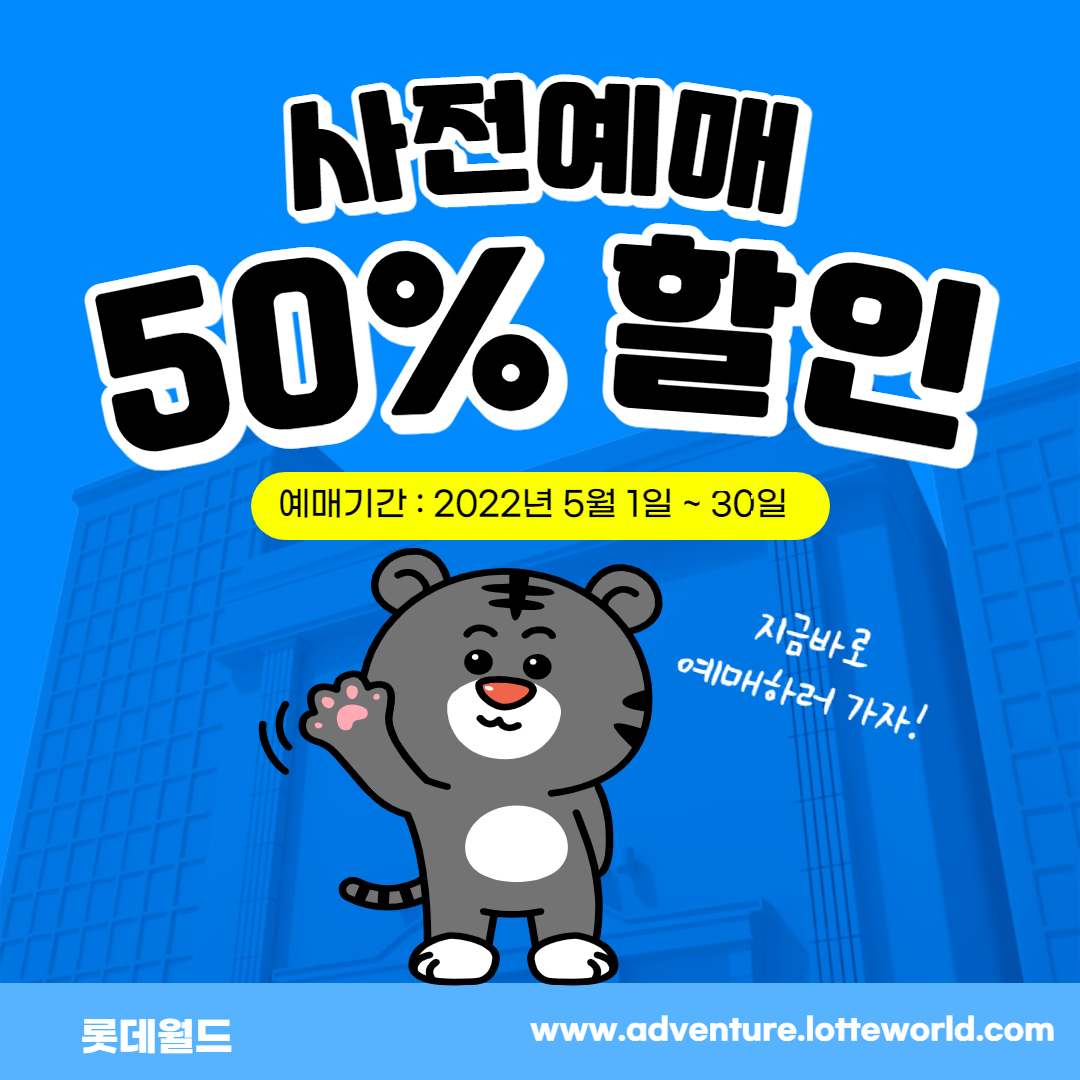 사전예매
50% 할인
예매기간 : 2022년 5월 1일 ~ 30일
지금바로
예매하러 가자!
롯데월드
www.adventure.lotteworld.com